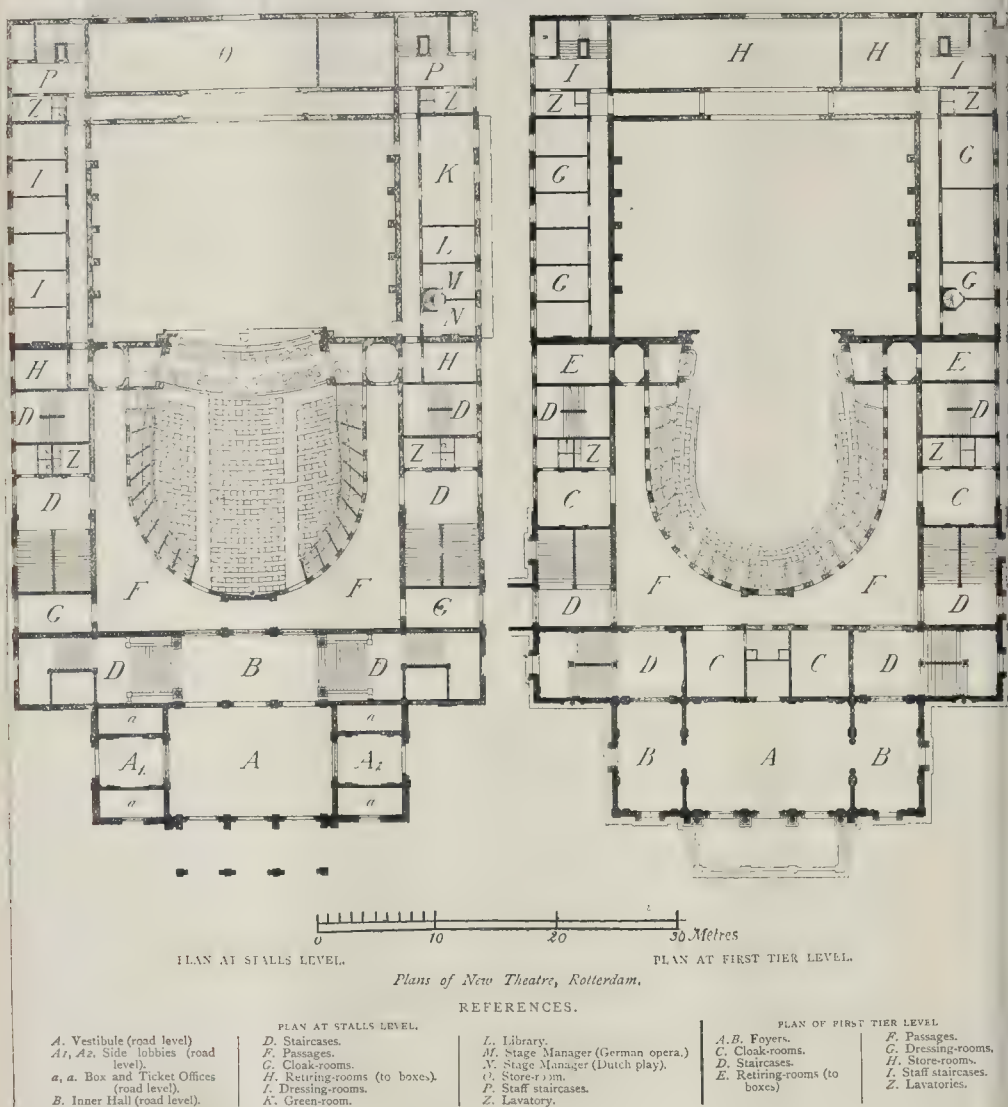 O
P
P
Z
Z
K
I
L
I
M
N
H
H
D
D
Z
Z
D
D
F
F
G
G
D
B
D
a
a
A1
A
A2
a
a
H
H
I
I
Z
Z
G
G
G
G
E
E
D
D
Z
Z
C
C
F
F
D
D
D
C
C
D
B
A
B
0 10 20 30 Metres
PLAN AT STALLS LEVEL.
PLAN AT FIRST TIER LEVEL.
Plans of New Theatre, Rotterdam.
REFERENCES.
PLAN AT STALLS LEVEL.
A. Vestibule (road level)
A1, A2. Side lobbies (road
level).
a, a. Box and Ticket Offices
(road level).
B. Inner Hall (road level).
D. Staircases.
F. Passages.
G. Cloak-rooms.
H. Retiring-rooms (to boxes).
I. Dressing-rooms.
K. Green-room.
L. Library.
M. Stage Manager (German opera.)
N. Stage Manager (Dutch play).
O. Store-room.
P. Staff staircases.
Z. Lavatory.
PLAN OF FIRST TIER LEVEL
A.B. Foyers.
C. Cloak-rooms.
D. Staircases.
E. Retiring-rooms (to
boxes)
F. Passages.
G. Dressing-rooms.
H. Store-rooms.
I. Staff staircases.
Z. Lavatories.